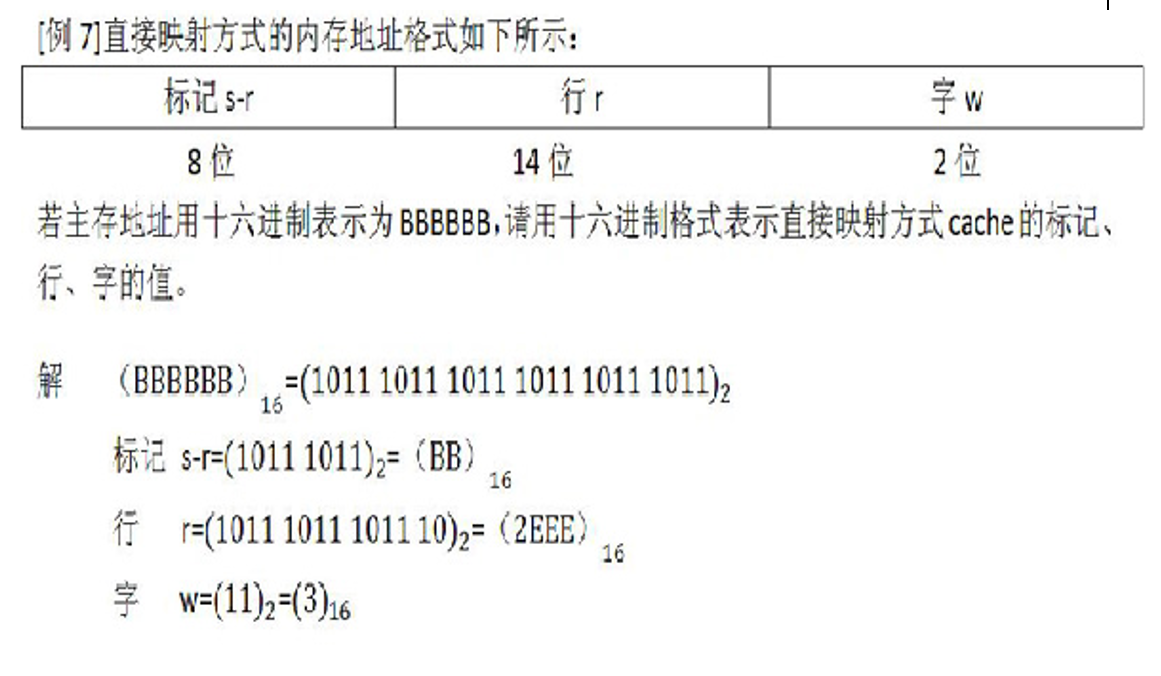 [例 7]直接映射方式的内存地址格式如下所示：
标记 s-r 行 r 字 w
8 位 14 位 2 位
若主存地址用十六进制表示为 BBBBBB，请用十六进制格式表示直接映射方式 cache 的标记、
行、字的值。
解 （BBBBBB）16=(1011 1011 1011 1011 1011 1011)2
标记 s-r=(1011 1011)2=（BB）16
行 r=(1011 1011 1011 10)2=（2EEE）16
字 w=(11)2=(3)16